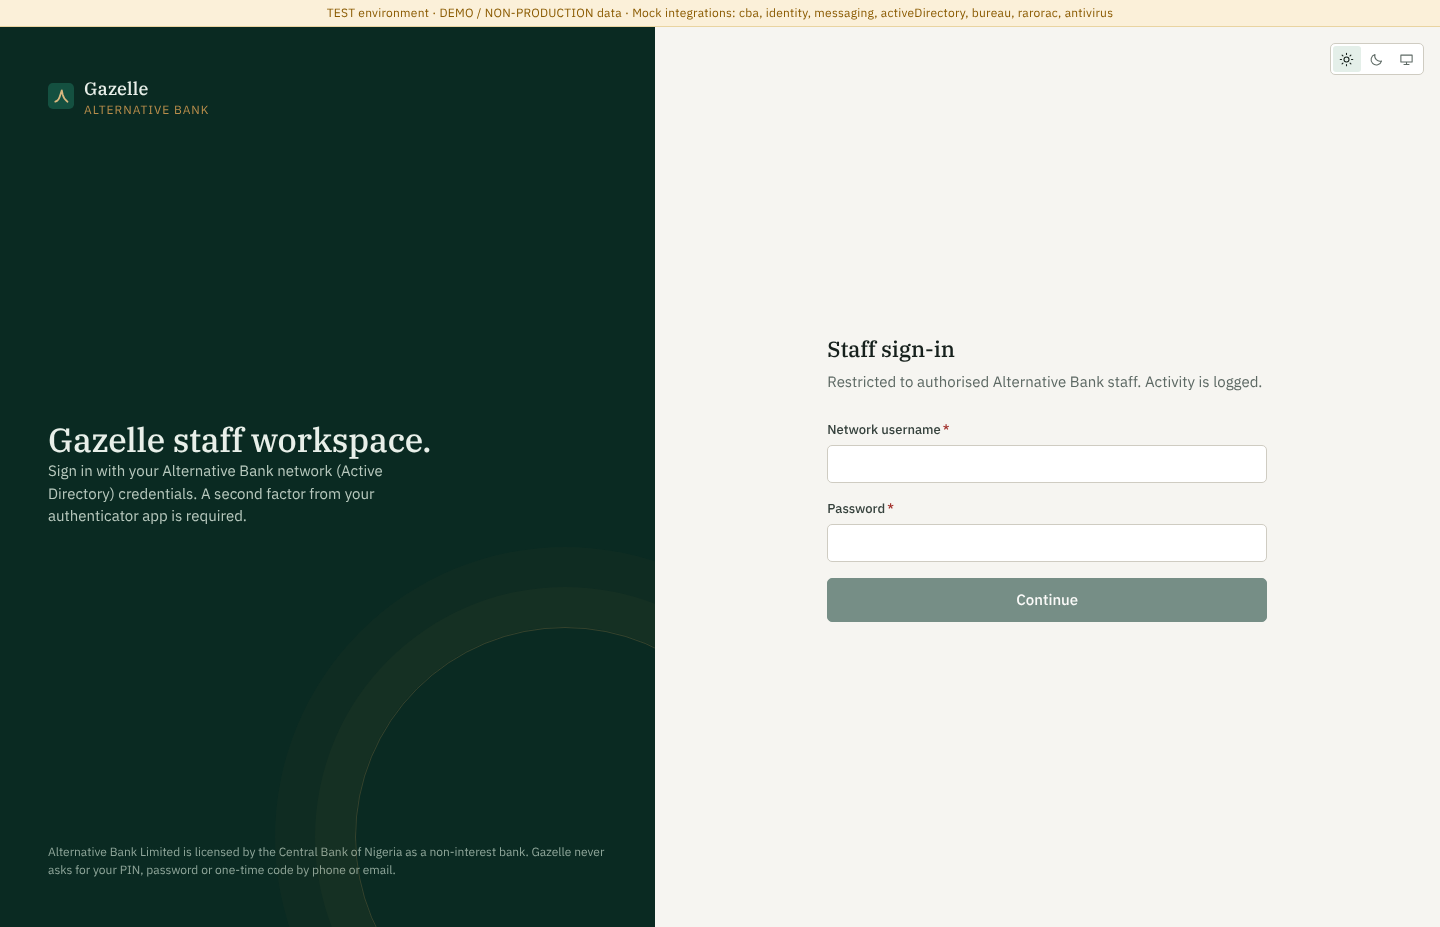 TEST environment · DEMO / NON-PRODUCTION data · Mock integrations: cba, identity, messaging, activeDirectory, bureau, rarorac, antivirus
Gazelle
ALTERNATIVE BANK
Gazelle staff workspace.
Sign in with your Alternative Bank network (Active
Directory) credentials. A second factor from your
authenticator app is required.
Alternative Bank Limited is licensed by the Central Bank of Nigeria as a non-interest bank. Gazelle never
asks for your PIN, password or one-time code by phone or email.
Staff sign-in
Restricted to authorised Alternative Bank staff. Activity is logged.
Network username *
Password *
Continue